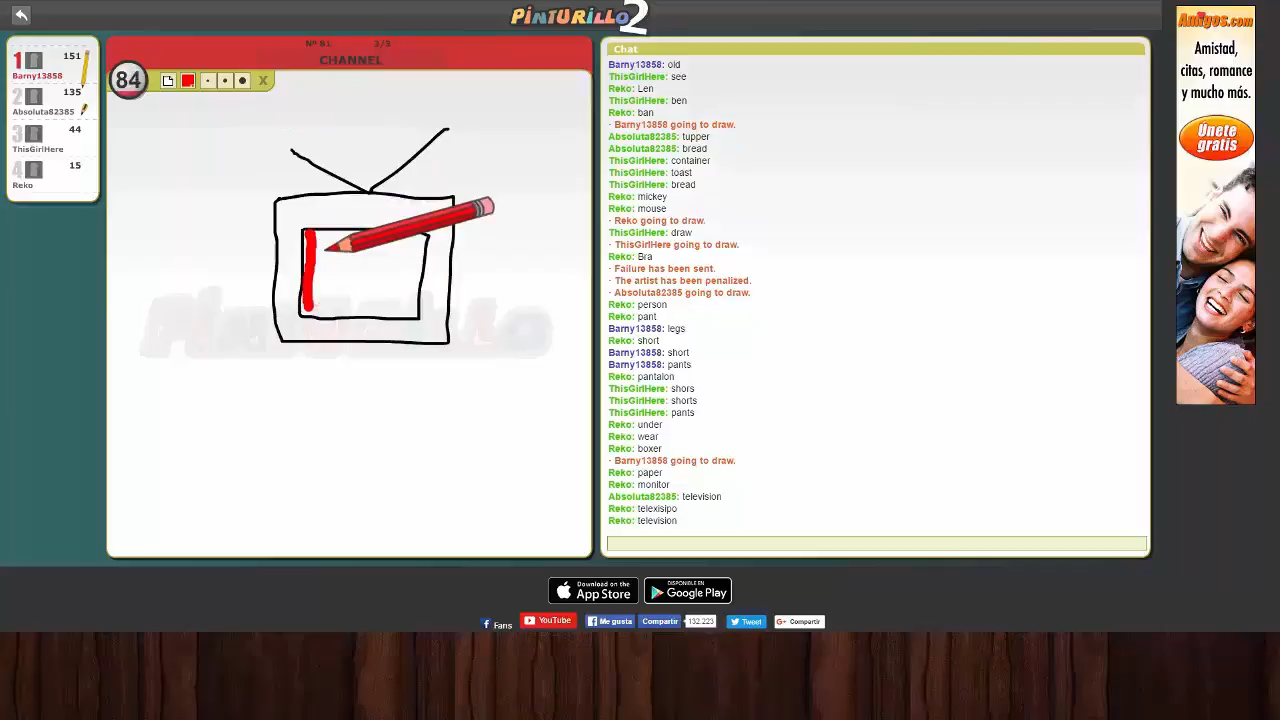 PiNTURiLLO 2
1 151
Barny13858
2 135
Absoluta82385
3 44
ThisGirlHere
4 15
Reko
Nº 81 3/3
CHANNEL
84
X
Chat
Barny13858: old
ThisGirlHere: see
Reko: Len
ThisGirlHere: ben
Reko: ban
· Barny13858 going to draw.
Absoluta82385: tupper
Absoluta82385: bread
ThisGirlHere: container
ThisGirlHere: toast
ThisGirlHere: bread
Reko: mickey
Reko: mouse
· Reko going to draw.
ThisGirlHere: draw
· ThisGirlHere going to draw.
Reko: Bra
· Failure has been sent.
· The artist has been penalized.
· Absoluta82385 going to draw.
Reko: person
Reko: pant
Barny13858: legs
Reko: short
Barny13858: short
Barny13858: pants
Reko: pantalon
ThisGirlHere: shors
ThisGirlHere: shorts
ThisGirlHere: pants
Reko: under
Reko: wear
Reko: boxer
· Barny13858 going to draw.
Reko: paper
Reko: monitor
Absoluta82385: television
Reko: telexisipo
Reko: television
Amigos.com
Amistad,
citas, romance
y mucho más.
Únete
gratis
Download on the
App Store
DISPONIBLE EN
Google Play
Fans
YouTube
Me gusta
Compartir
132.223
Tweet
G+ Compartir